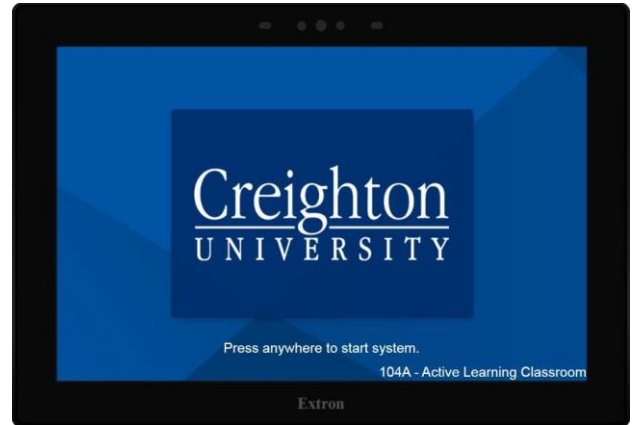 Creighton
UNIVERSITY
Press anywhere to start system.
104A - Active Learning Classroom
Extron